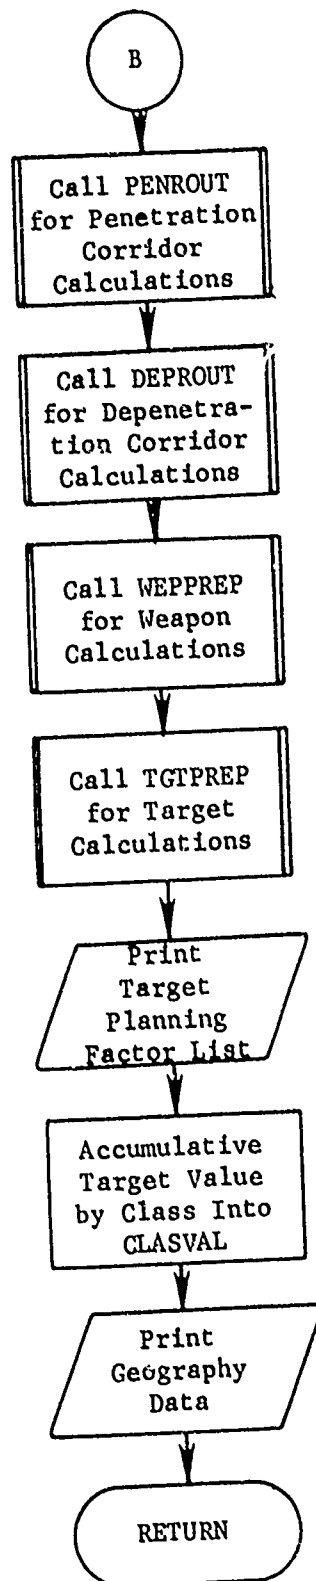 B
Call PENROUT
for Penetration
Corridor
Calculations
Call DEPROUT
for Depenetra-
tion Corridor
Calculations
Call WEPPREP
for Weapon
Calculations
Call TGTPREP
for Target
Calculations
Print
Target
Planning
Factor List
Accumulative
Target Value
by Class Into
CLASVAL
Print
Geography
Data
RETURN